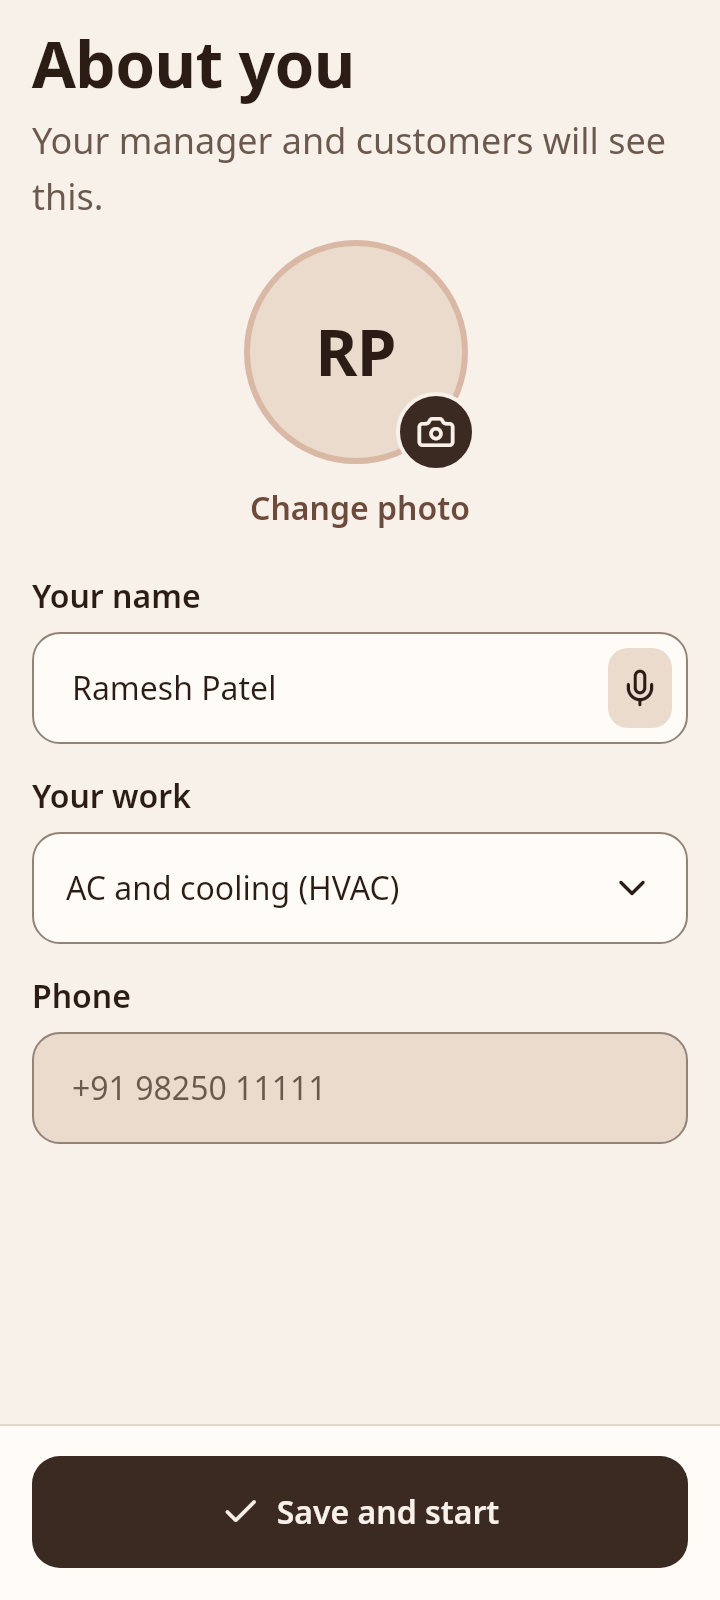 About you
Your manager and customers will see
this.
RP
Change photo
Your name
Ramesh Patel
Your work
AC and cooling (HVAC)
Phone
+91 98250 11111
Save and start